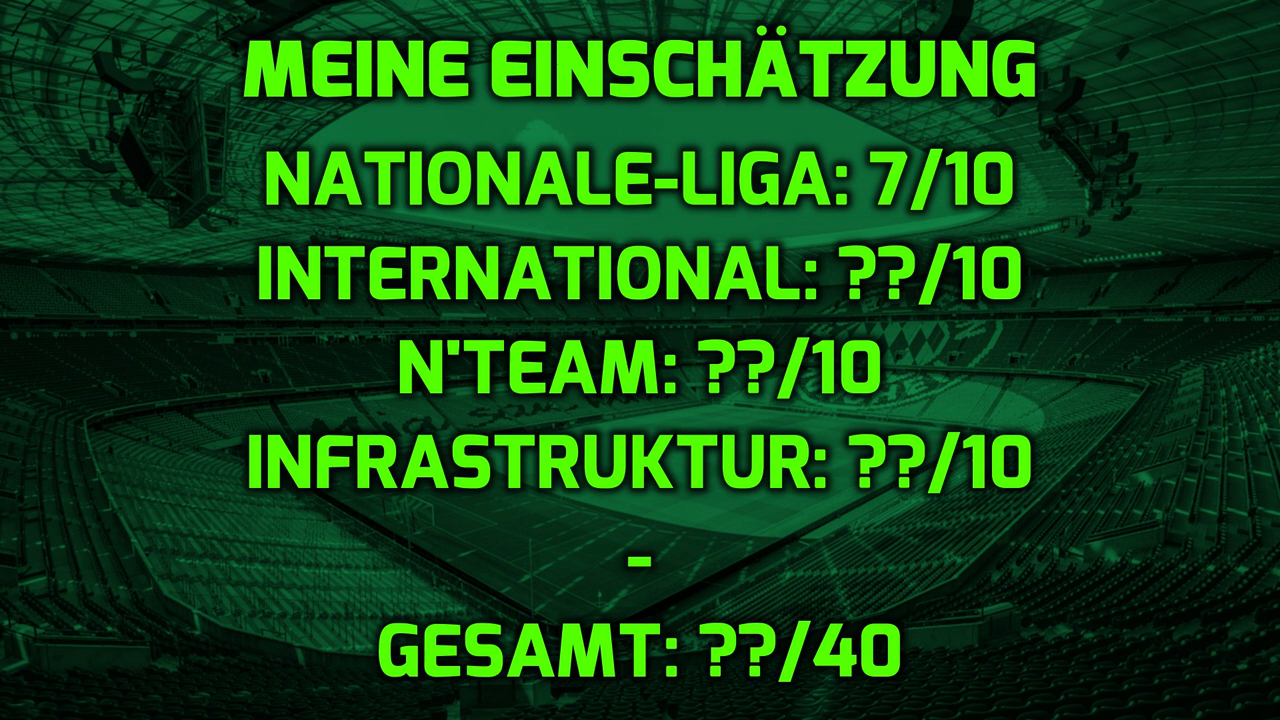 MEINE EINSCHÄTZUNG
NATIONALE-LIGA: 7/10
INTERNATIONAL: ??/10
N'TEAM: ??/10
INFRASTRUKTUR: ??/10
-
GESAMT: ??/40